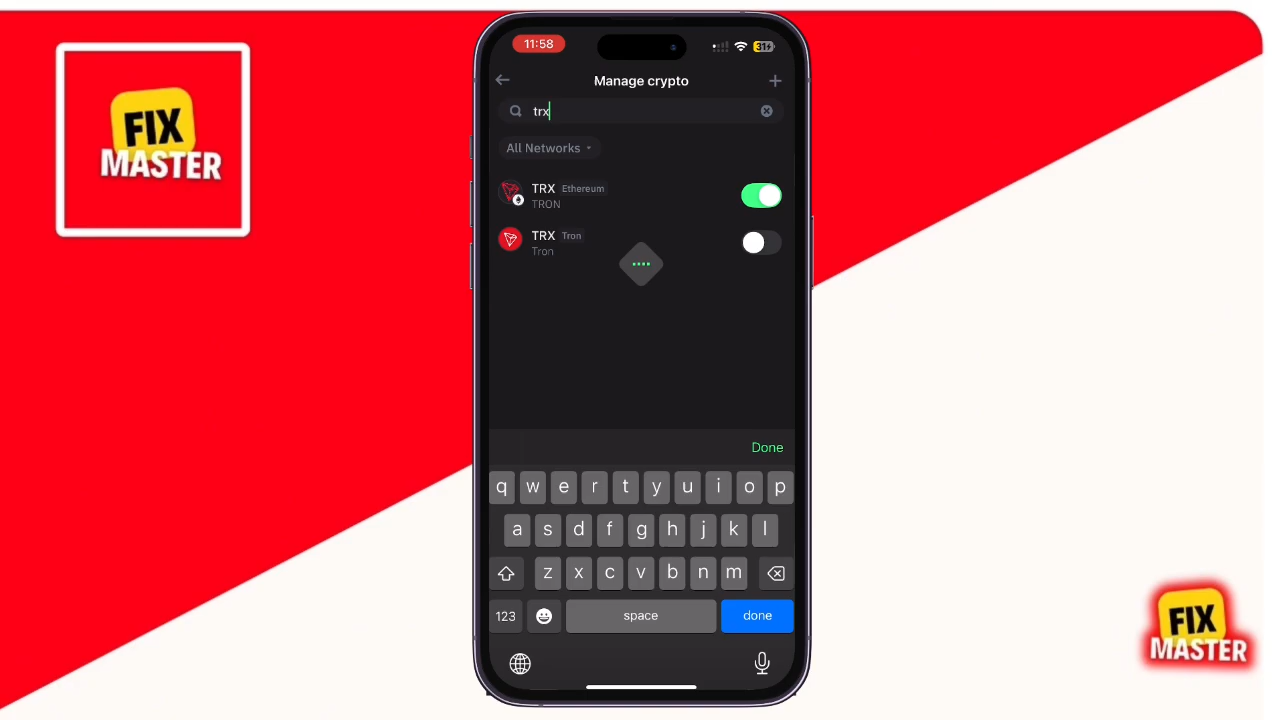 FIX
MASTER
11:58
31
Manage crypto
trx
All Networks
TRX Ethereum
TRON
TRX Tron
Tron
Done
q w e r t y u i o p
a s d f g h j k l
z x c v b n m
123 space done
FIX
MASTER